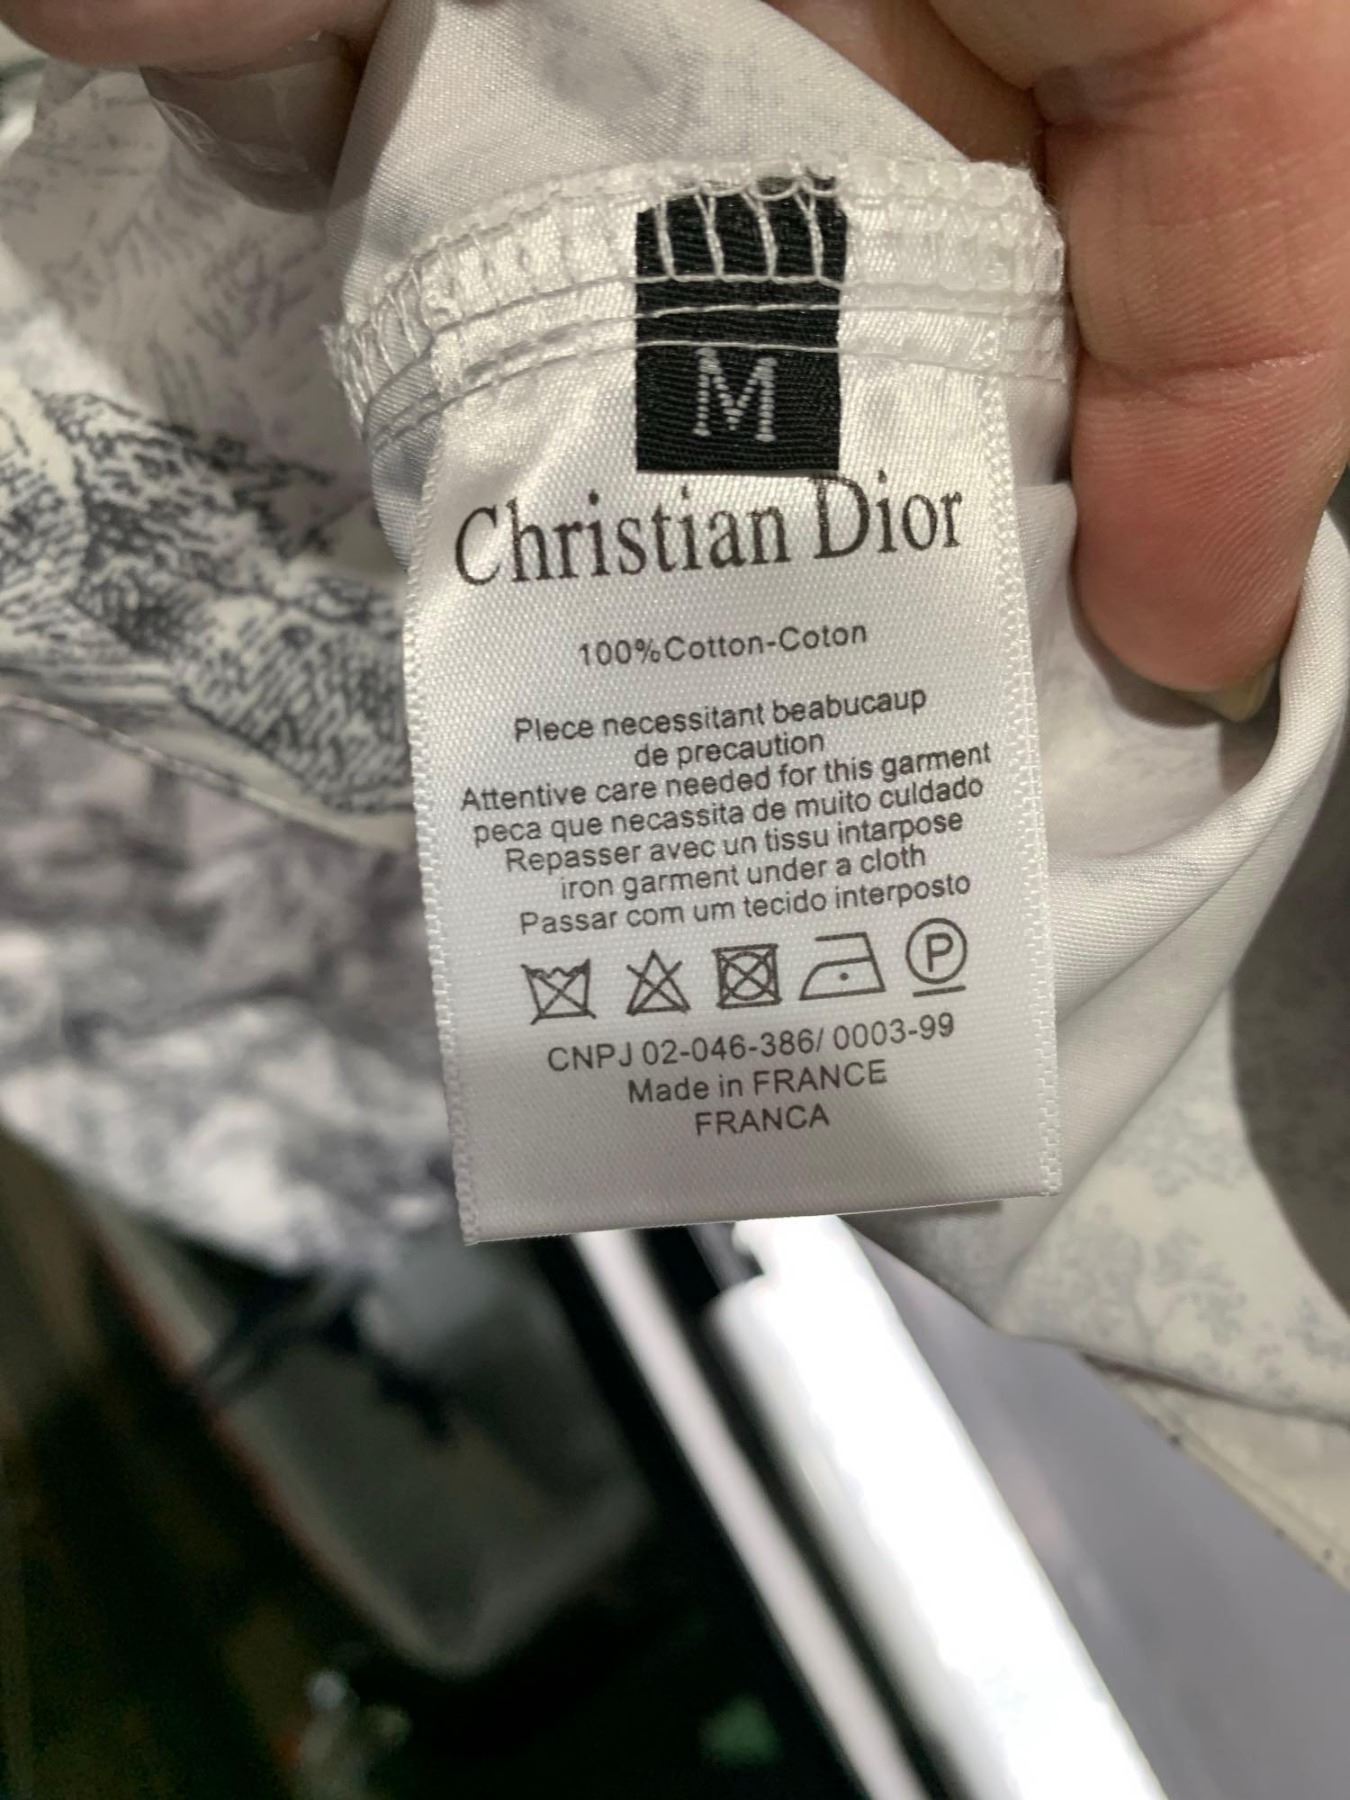 M
Christian Dior
100%Cotton-Coton
Plece necessitant beabucaup
de precaution
Attentive care needed for this garment
peca que necassita de muito culdado
Repasser avec un tissu intarpose
iron garment under a cloth
Passar com um tecido interposto
P
CNPJ 02-046-386/ 0003-99
Made in FRANCE
FRANCA